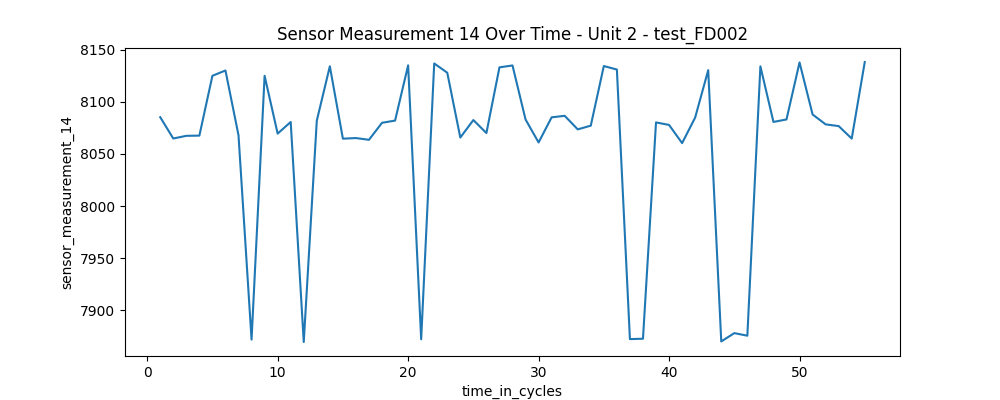 Sensor Measurement 14 Over Time - Unit 2 - test_FD002
8150
8100
8050
8000
7950
7900
sensor_measurement_14
0 10 20 30 40 50
time_in_cycles